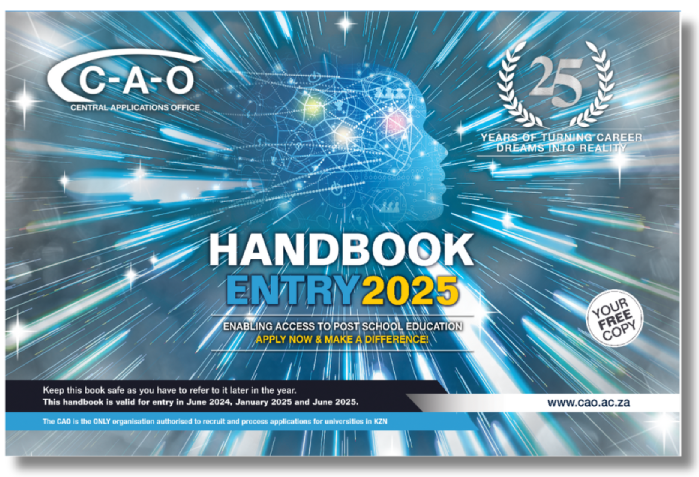 C-A-O
CENTRAL APPLICATIONS OFFICE
25
YEARS OF TURNING CAREER
DREAMS INTO REALITY
HANDBOOK
ENTRY 2025
ENABLING ACCESS TO POST SCHOOL EDUCATION
APPLY NOW & MAKE A DIFFERENCE!
YOUR
FREE
COPY
Keep this book safe as you have to refer to it later in the year.
This handbook is valid for entry in June 2024, January 2025 and June 2025.
www.cao.ac.za
The CAO is the ONLY organisation authorised to recruit and process applications for universities in KZN